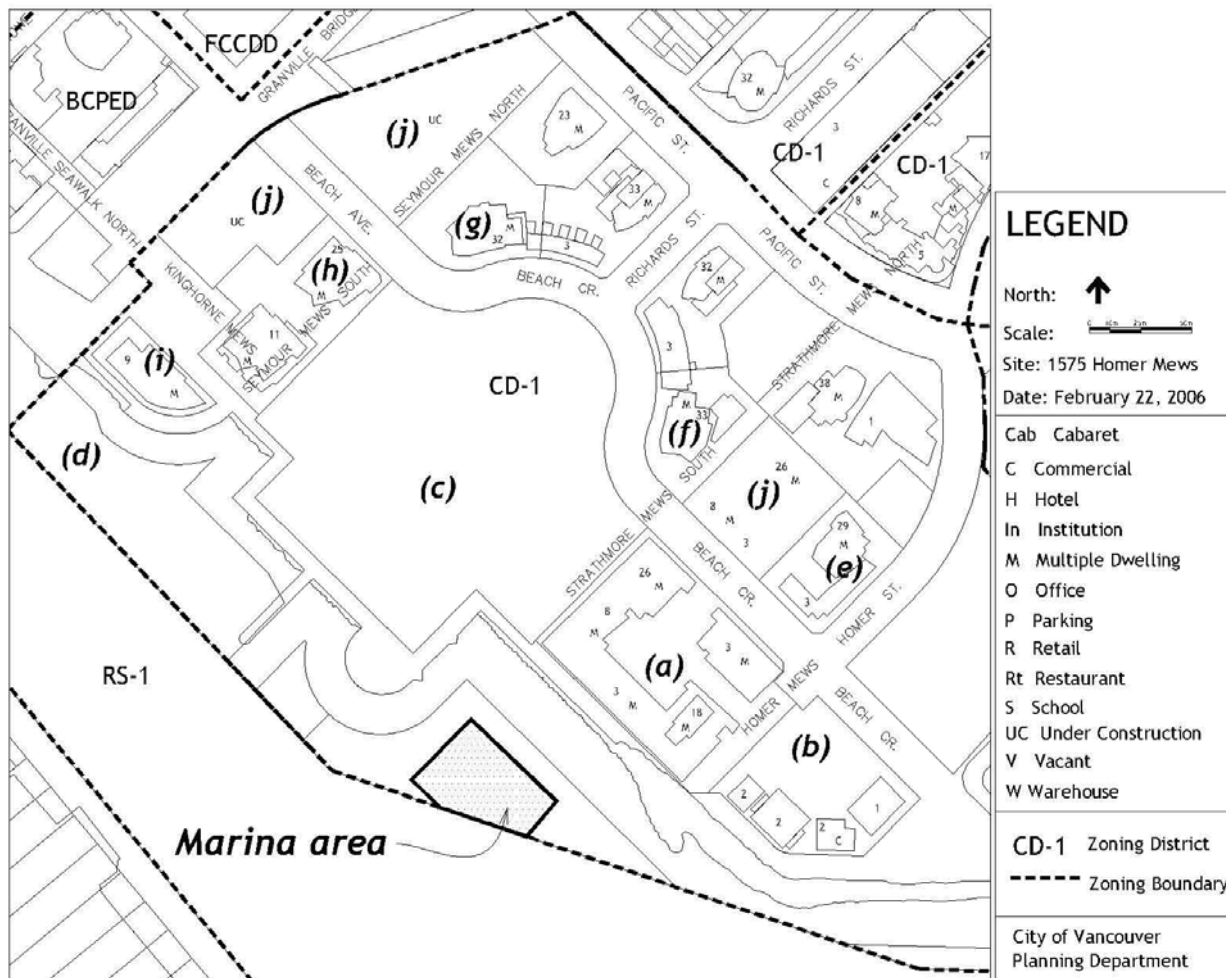 FCCDD
GRANVILLE BRIDGE
BCPED
GRANVILLE SEAWALK NORTH
(j)
UC
SEYMOUR MEWS NORTH
23
M
PACIFIC ST.
32
M
RICHARDS ST.
3
C
CD-1
CD-1
17
8
M
M
5
NORTH
(j)
UC
BEACH AVE.
(g)
M
32
33
M
3
BEACH CR.
RICHARDS ST.
PACIFIC ST.
25
(h)
M
KINGHORNE MEWS
SEYMOUR MEWS SOUTH
11
M
9
(i)
M
(d)
CD-1
(c)
32
M
3
M
33
(f)
STRATHMORE MEWS
38
M
1
STRATHMORE MEWS SOUTH
26
M
(j)
8
M
3
29
M
(e)
3
HOMER ST.
BEACH CR.
26
M
8
M
(a)
3
M
3
M
18
M
HOMER MEWS
BEACH CR.
(b)
2
2
2
C
1
RS-1
Marina area
LEGEND
North:
Scale:
Site: 1575 Homer Mews
Date: February 22, 2006
Cab Cabaret
C Commercial
H Hotel
In Institution
M Multiple Dwelling
O Office
P Parking
R Retail
Rt Restaurant
S School
UC Under Construction
V Vacant
W Warehouse
CD-1 Zoning District
Zoning Boundary
City of Vancouver
Planning Department